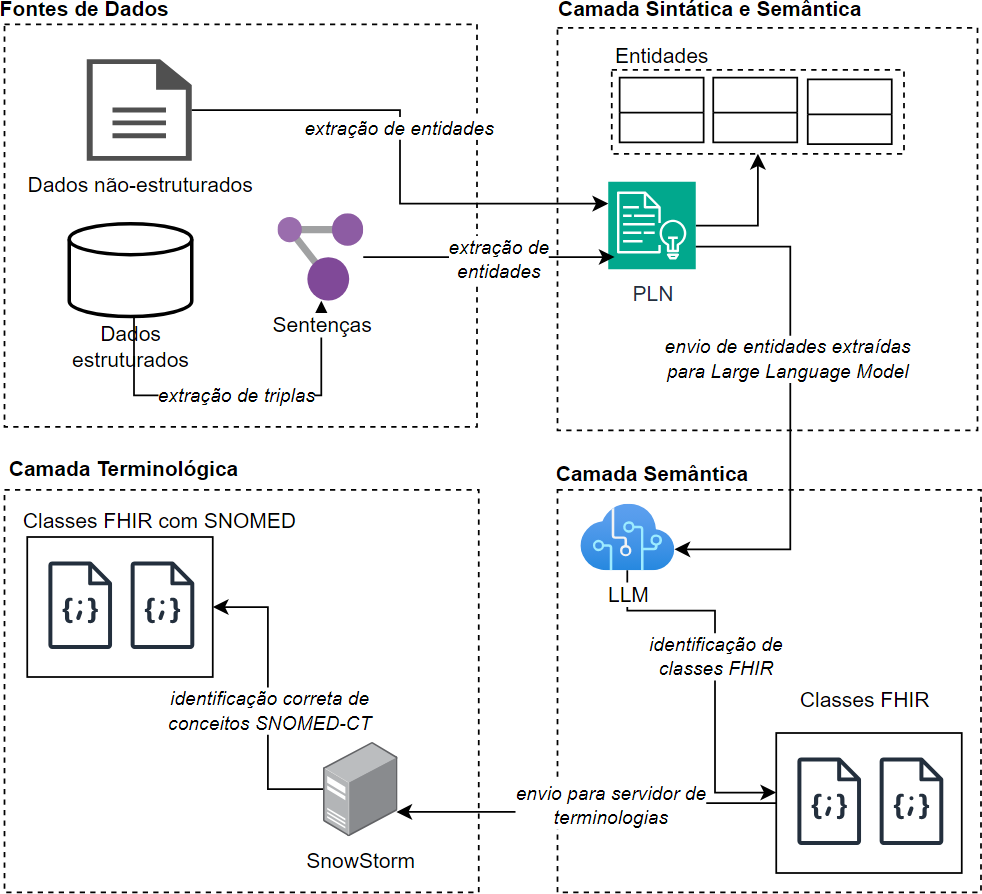 Fontes de Dados
Dados não-estruturados
extração de entidades
Dados
estruturados
extração de triplas
Sentenças
extração de
entidades
Camada Sintática e Semântica
Entidades
PLN
envio de entidades extraídas
para Large Language Model
Camada Semântica
LLM
identificação de
classes FHIR
Classes FHIR
envio para servidor de
terminologias
Camada Terminológica
Classes FHIR com SNOMED
{;}
{;}
identificação correta de
conceitos SNOMED-CT
SnowStorm
{;}
{;}